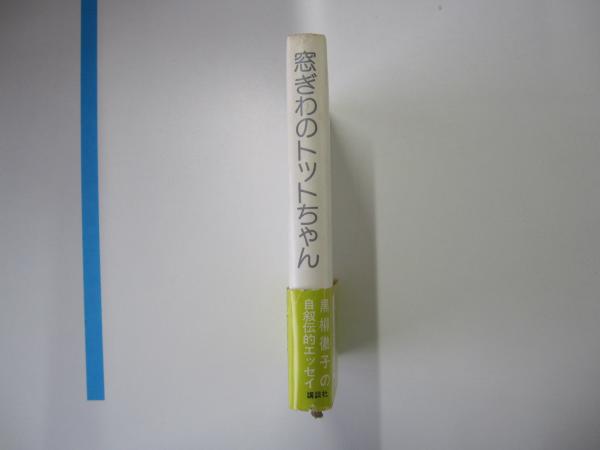 窓ぎわのトットちゃん
黒柳徹子の
自叙伝的エッセイ
講談社